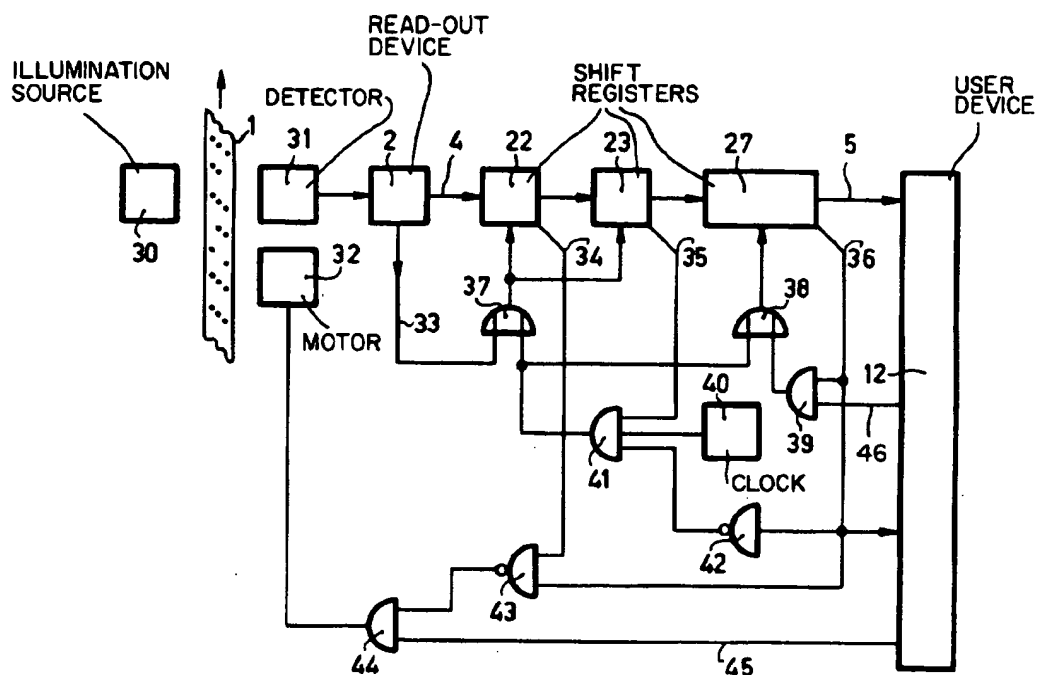 READ-OUT
DEVICE
ILLUMINATION
SOURCE
SHIFT
REGISTERS
USER
DEVICE
DETECTOR
1
31
2
4
22
23
27
5
30
32
34
35
36
37
38
33
MOTOR
40
12
39
46
41
CLOCK
42
43
44
45